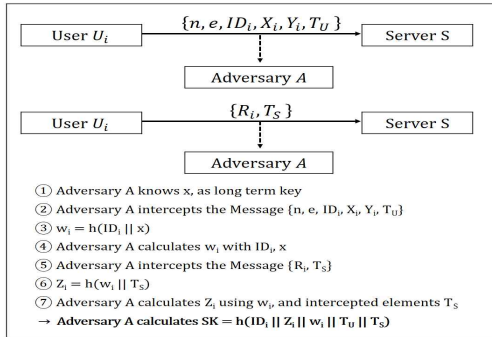 {n, e, ID_i, X_i, Y_i, T_U}
User U_i Server S
Adversary A
{R_i, T_S}
User U_i Server S
Adversary A
① Adversary A knows x, as long term key
② Adversary A intercepts the Message {n, e, ID_i, X_i, Y_i, T_U}
③ w_i = h(ID_i || x)
④ Adversary A calculates w_i with ID_i, x
⑤ Adversary A intercepts the Message {R_i, T_S}
⑥ Z_i = h(w_i || T_S)
⑦ Adversary A calculates Z_i using w_i, and intercepted elements T_S
→ Adversary A calculates SK = h(ID_i || Z_i || w_i || T_U || T_S)